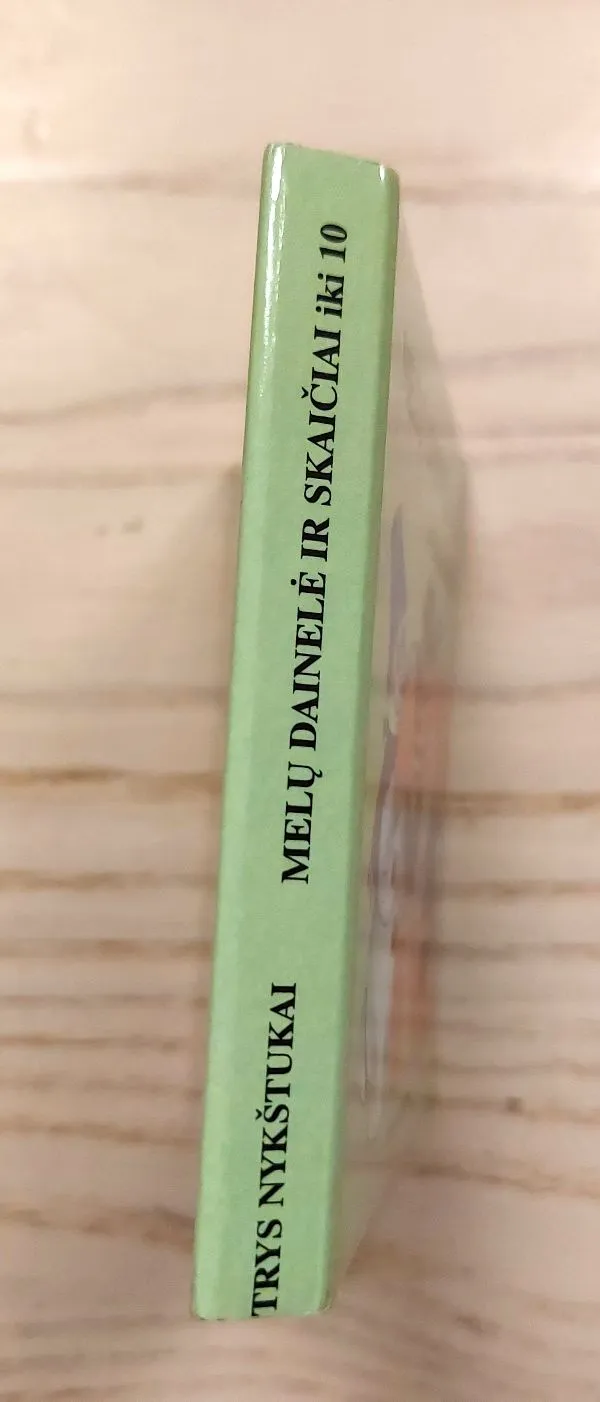 TRYS NYKŠTUKAI MELŲ DAINELĖ IR SKAIČIAI iki 10